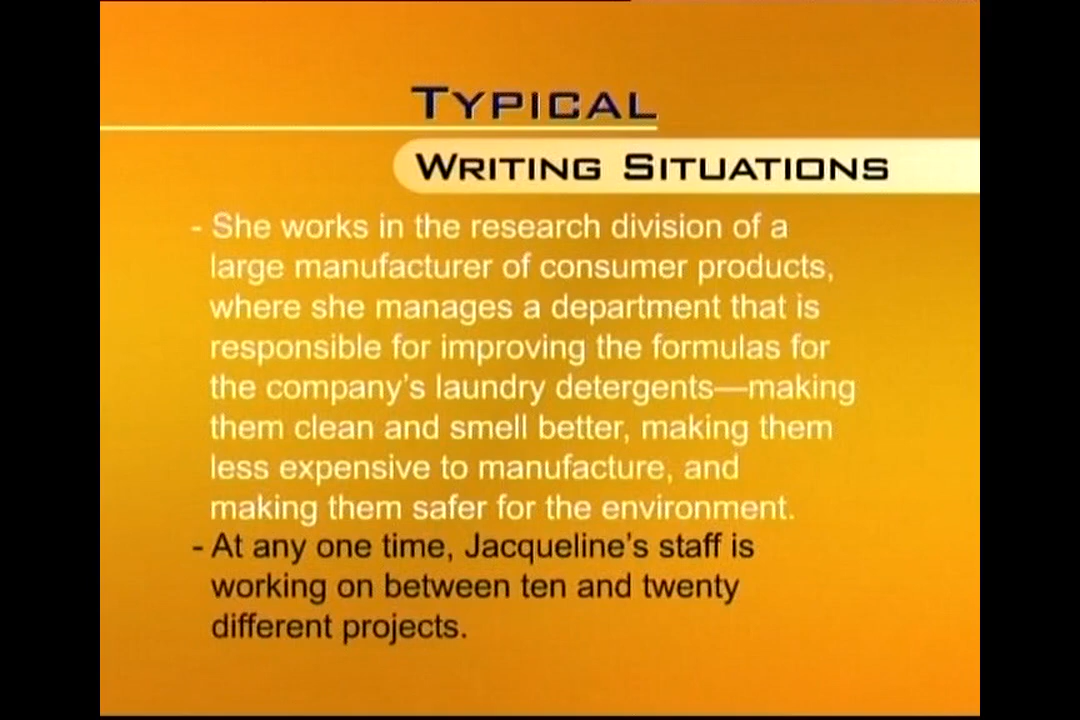 TYPICAL
WRITING SITUATIONS
- She works in the research division of a
large manufacturer of consumer products,
where she manages a department that is
responsible for improving the formulas for
the company’s laundry detergents—making
them clean and smell better, making them
less expensive to manufacture, and
making them safer for the environment.
- At any one time, Jacqueline’s staff is
working on between ten and twenty
different projects.